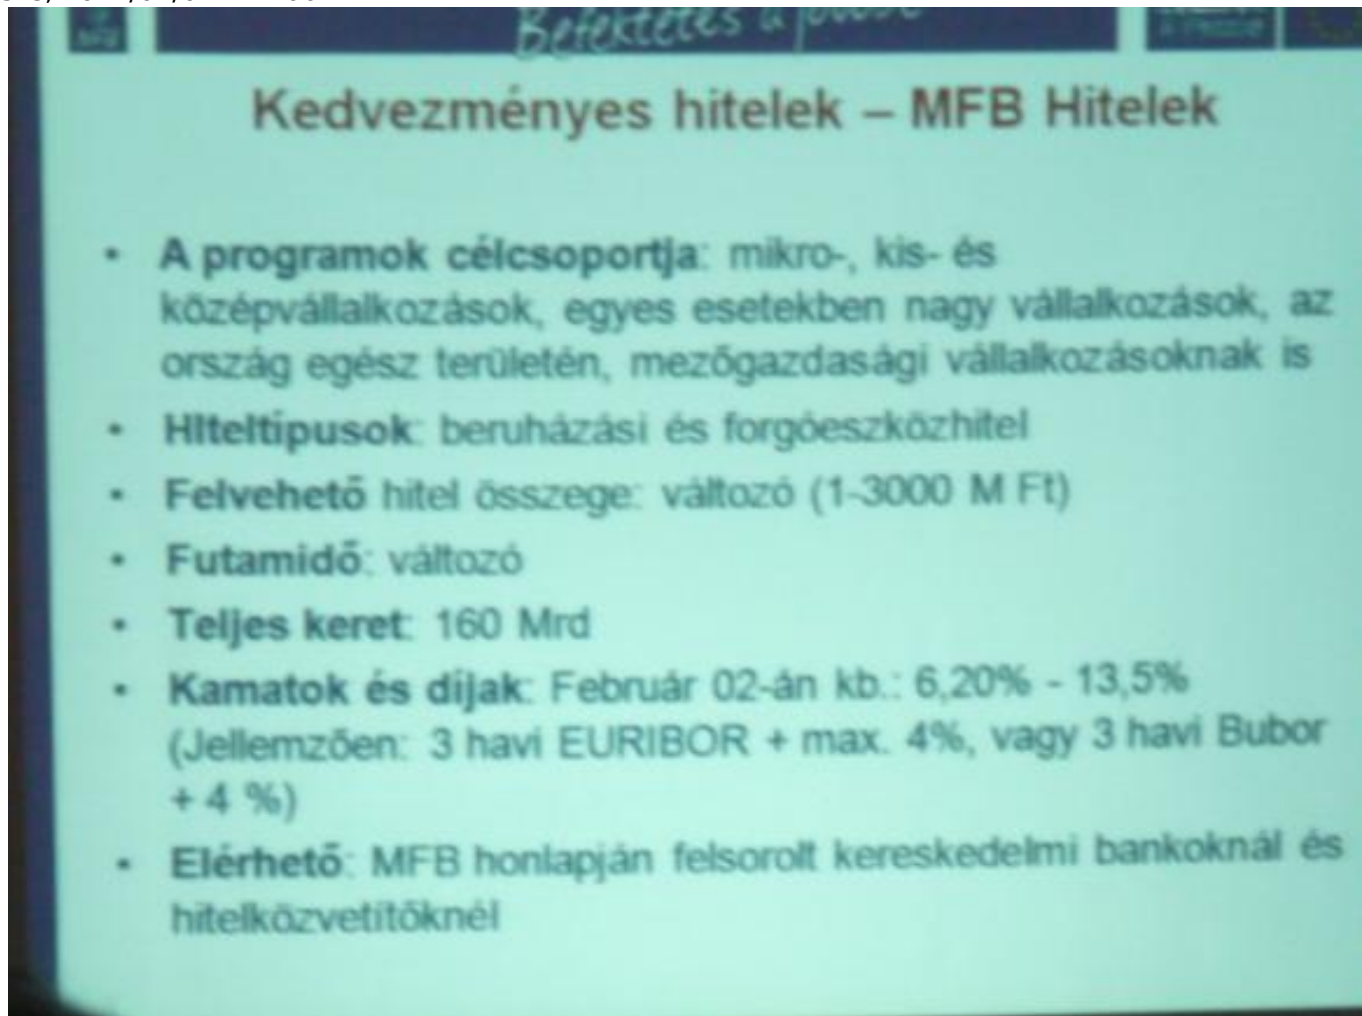 Befektetés a jövőbe
Kedvezményes hitelek – MFB Hitelek
• A programok célcsoportja: mikro-, kis- és
középvállalkozások, egyes esetekben nagy vállalkozások, az
ország egész területén, mezőgazdasági vállalkozásoknak is
• Hiteltípusok: beruházási és forgóeszközhitel
• Felvehető hitel összege: változó (1-3000 M Ft)
• Futamidő: változó
• Teljes keret: 160 Mrd
• Kamatok és díjak: Február 02-án kb.: 6,20% - 13,5%
(Jellemzően: 3 havi EURIBOR + max. 4%, vagy 3 havi Bubor
+ 4 %)
• Elérhető: MFB honlapján felsorolt kereskedelmi bankoknál és
hitelközvetítőknél